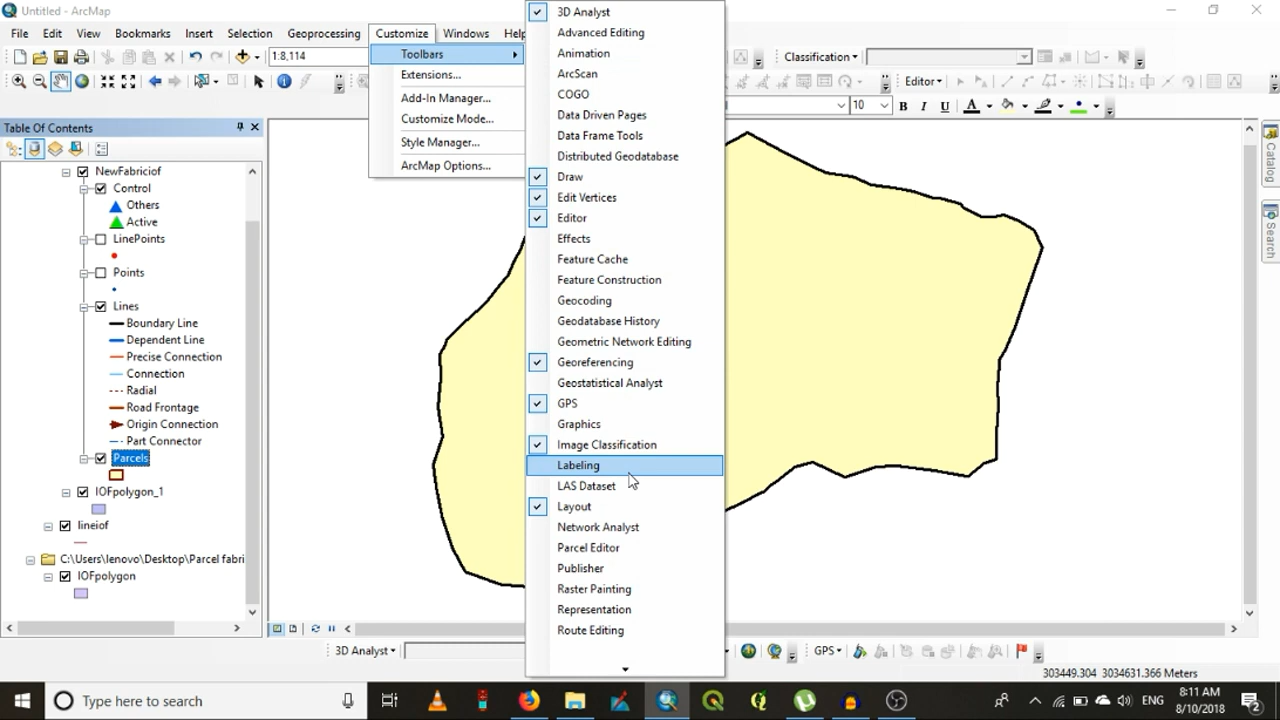 Untitled - ArcMap
File Edit View Bookmarks Insert Selection Geoprocessing Customize Windows Help
1:8,114
Classification
Editor
10 B I U A
Table Of Contents
NewFabriciof
Control
Others
Active
LinePoints
Points
Lines
Boundary Line
Dependent Line
Precise Connection
Connection
Radial
Road Frontage
Origin Connection
Part Connector
Parcels
IOFpolygon_1
lineiof
C:\Users\lenovo\Desktop\Parcel fabri
IOFpolygon
Toolbars
Extensions...
Add-In Manager...
Customize Mode...
Style Manager...
ArcMap Options...
3D Analyst
Advanced Editing
Animation
ArcScan
COGO
Data Driven Pages
Data Frame Tools
Distributed Geodatabase
Draw
Edit Vertices
Editor
Effects
Feature Cache
Feature Construction
Geocoding
Geodatabase History
Geometric Network Editing
Georeferencing
Geostatistical Analyst
GPS
Graphics
Image Classification
Labeling
LAS Dataset
Layout
Network Analyst
Parcel Editor
Publisher
Raster Painting
Representation
Route Editing
Catalog
Search
3D Analyst
GPS
303449.304 3034631.366 Meters
Type here to search
ENG
8:11 AM
8/10/2018
2